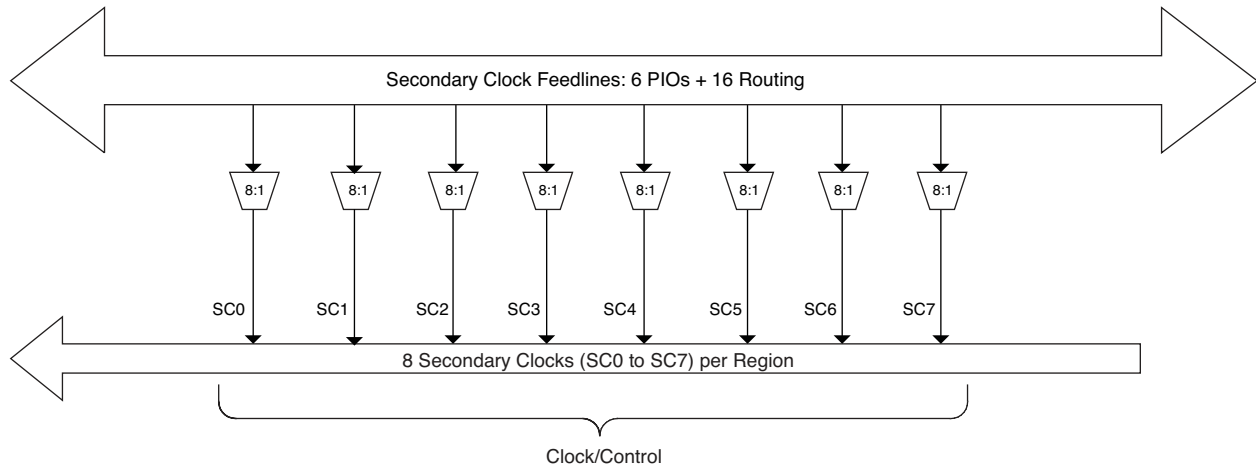 Secondary Clock Feedlines: 6 PIOs + 16 Routing
8:1 8:1 8:1 8:1 8:1 8:1 8:1 8:1
SC0 SC1 SC2 SC3 SC4 SC5 SC6 SC7
8 Secondary Clocks (SC0 to SC7) per Region
Clock/Control